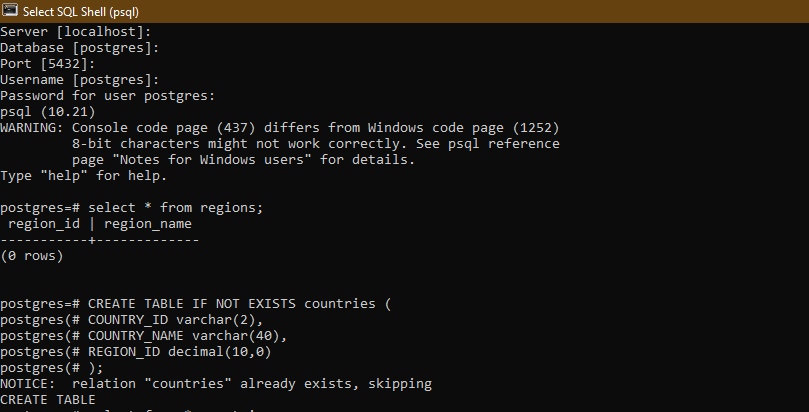 Select SQL Shell (psql)
Server [localhost]:
Database [postgres]:
Port [5432]:
Username [postgres]:
Password for user postgres:
psql (10.21)
WARNING: Console code page (437) differs from Windows code page (1252)
         8-bit characters might not work correctly. See psql reference
         page "Notes for Windows users" for details.
Type "help" for help.

postgres=# select * from regions;
 region_id | region_name
-----------+-------------
(0 rows)


postgres=# CREATE TABLE IF NOT EXISTS countries (
postgres(# COUNTRY_ID varchar(2),
postgres(# COUNTRY_NAME varchar(40),
postgres(# REGION_ID decimal(10,0)
postgres(# );
NOTICE:  relation "countries" already exists, skipping
CREATE TABLE